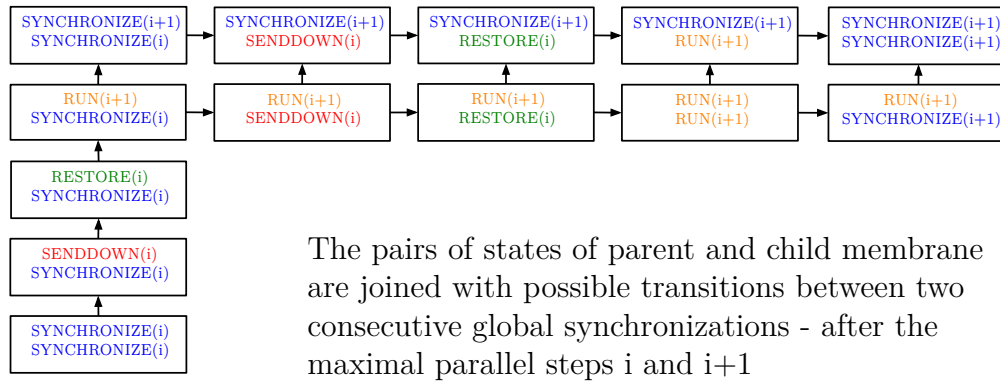 SYNCHRONIZE(i+1)
SYNCHRONIZE(i)
SYNCHRONIZE(i+1)
SENDDOWN(i)
SYNCHRONIZE(i+1)
RESTORE(i)
SYNCHRONIZE(i+1)
RUN(i+1)
SYNCHRONIZE(i+1)
SYNCHRONIZE(i+1)
RUN(i+1)
SYNCHRONIZE(i)
RUN(i+1)
SENDDOWN(i)
RUN(i+1)
RESTORE(i)
RUN(i+1)
RUN(i+1)
RUN(i+1)
SYNCHRONIZE(i+1)
RESTORE(i)
SYNCHRONIZE(i)
SENDDOWN(i)
SYNCHRONIZE(i)
SYNCHRONIZE(i)
SYNCHRONIZE(i)
The pairs of states of parent and child membrane
are joined with possible transitions between two
consecutive global synchronizations - after the
maximal parallel steps i and i+1